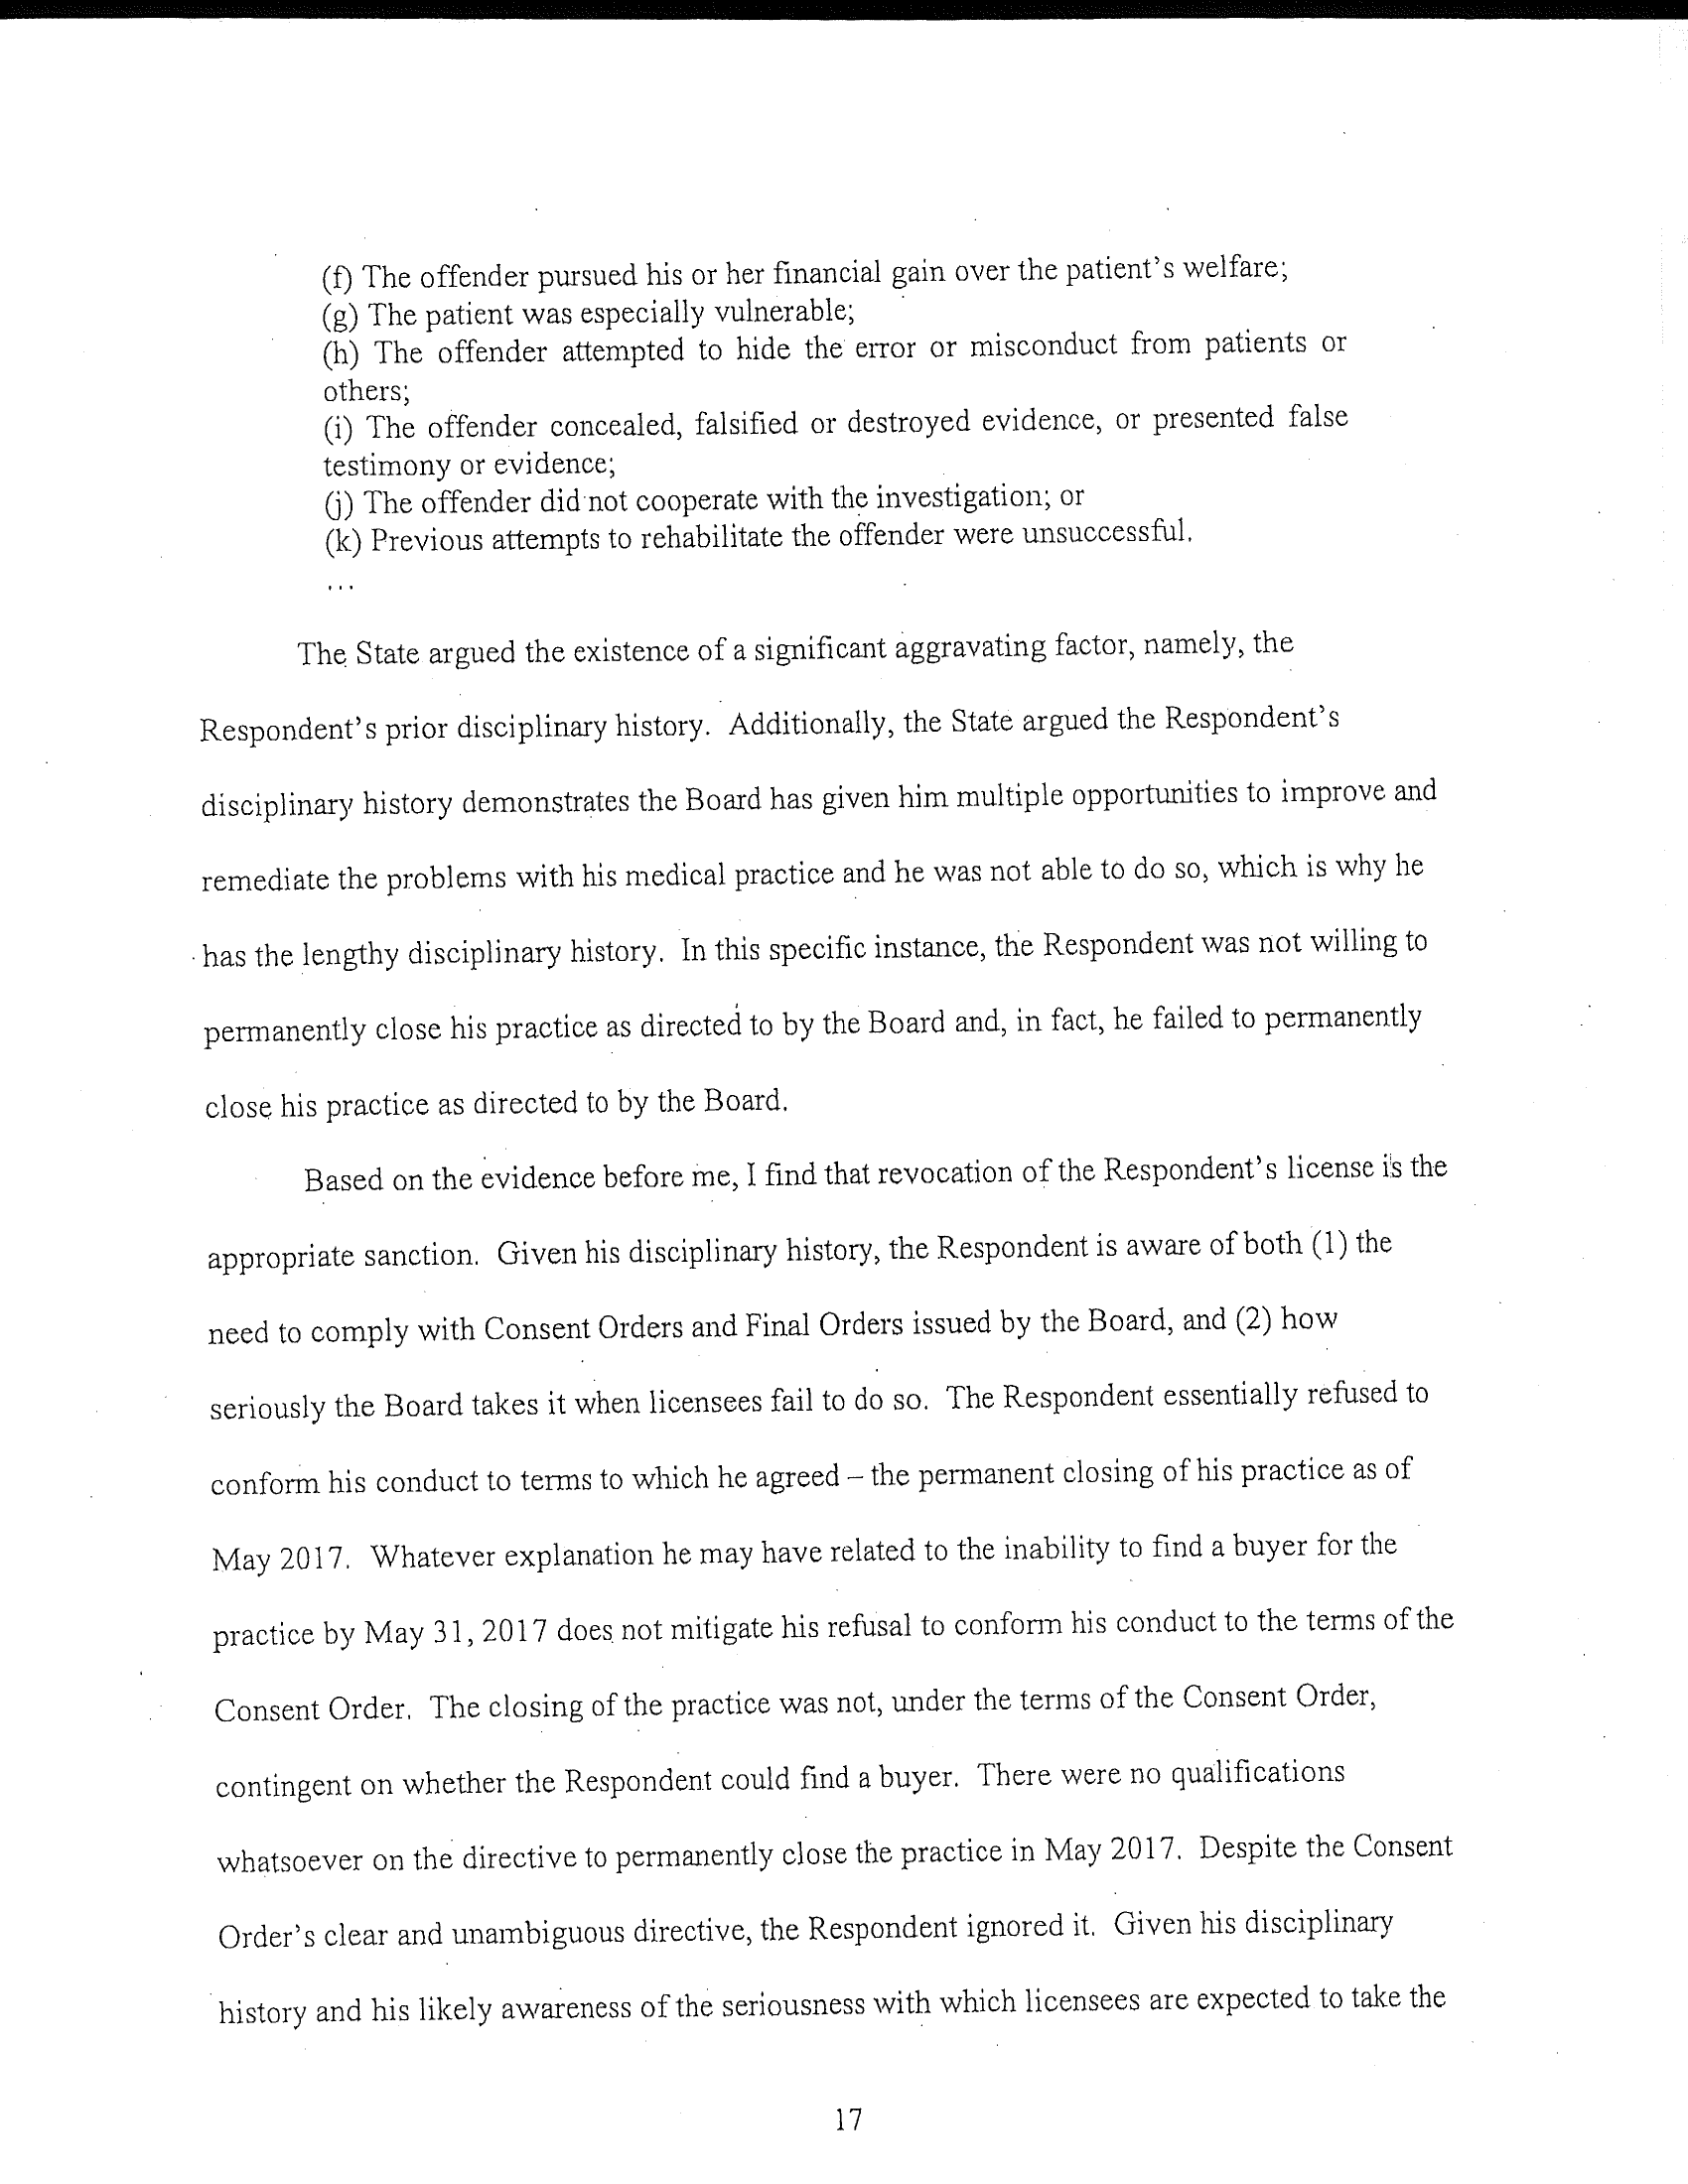 (f) The offender pursued his or her financial gain over the patient's welfare;
(g) The patient was especially vulnerable;
(h) The offender attempted to hide the error or misconduct from patients or
others;
(i) The offender concealed, falsified or destroyed evidence, or presented false
testimony or evidence;
(j) The offender did not cooperate with the investigation; or
(k) Previous attempts to rehabilitate the offender were unsuccessful.
...
The State argued the existence of a significant aggravating factor, namely, the
Respondent's prior disciplinary history. Additionally, the State argued the Respondent's
disciplinary history demonstrates the Board has given him multiple opportunities to improve and
remediate the problems with his medical practice and he was not able to do so, which is why he
has the lengthy disciplinary history. In this specific instance, the Respondent was not willing to
permanently close his practice as directed to by the Board and, in fact, he failed to permanently
close his practice as directed to by the Board.
Based on the evidence before me, I find that revocation of the Respondent's license is the
appropriate sanction. Given his disciplinary history, the Respondent is aware of both (1) the
need to comply with Consent Orders and Final Orders issued by the Board, and (2) how
seriously the Board takes it when licensees fail to do so. The Respondent essentially refused to
conform his conduct to terms to which he agreed – the permanent closing of his practice as of
May 2017. Whatever explanation he may have related to the inability to find a buyer for the
practice by May 31, 2017 does not mitigate his refusal to conform his conduct to the terms of the
Consent Order. The closing of the practice was not, under the terms of the Consent Order,
contingent on whether the Respondent could find a buyer. There were no qualifications
whatsoever on the directive to permanently close the practice in May 2017. Despite the Consent
Order's clear and unambiguous directive, the Respondent ignored it. Given his disciplinary
history and his likely awareness of the seriousness with which licensees are expected to take the
17